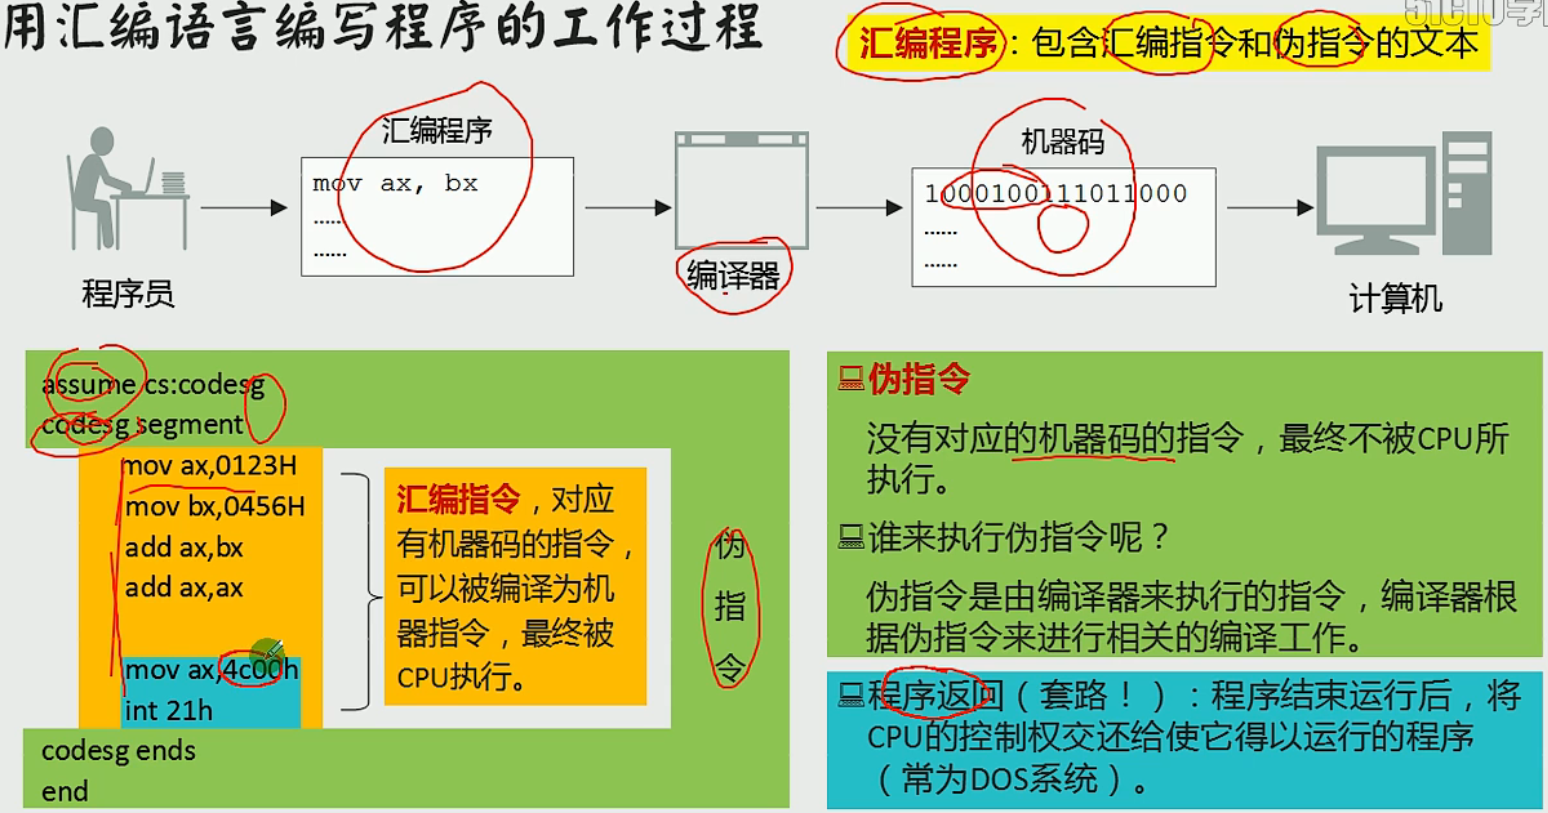 用汇编语言编写程序的工作过程
51CTO学
汇编程序：包含汇编指令和伪指令的文本
汇编程序
mov ax, bx
……
……
编译器
机器码
1000100111011000
……
……
程序员
计算机
assume cs:codesg
codesg segment
mov ax,0123H
mov bx,0456H
add ax,bx
add ax,ax
mov ax,4c00h
int 21h
codesg ends
end
汇编指令，对应
有机器码的指令，
可以被编译为机
器指令，最终被
CPU执行。
伪
指
令
伪指令
没有对应的机器码的指令，最终不被CPU所
执行。
谁来执行伪指令呢？
伪指令是由编译器来执行的指令，编译器根
据伪指令来进行相关的编译工作。
程序返回（套路！）：程序结束运行后，将
CPU的控制权交还给使它得以运行的程序
（常为DOS系统）。